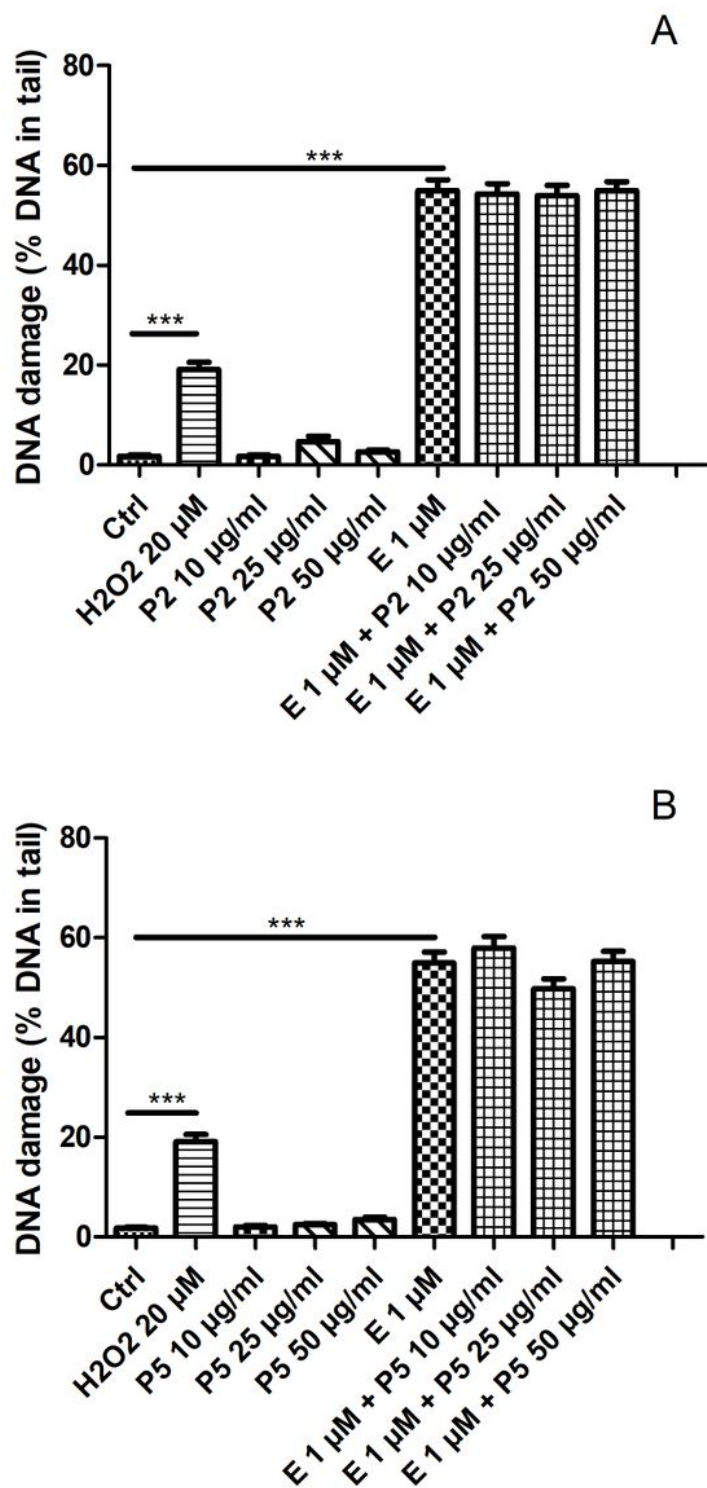 A
DNA damage (% DNA in tail)
80
60
40
20
0
***
***
Ctrl
H2O2 20 µM
P2 10 µg/ml
P2 25 µg/ml
P2 50 µg/ml
E 1 µM
E 1 µM + P2 10 µg/ml
E 1 µM + P2 25 µg/ml
E 1 µM + P2 50 µg/ml
B
DNA damage (% DNA in tail)
80
60
40
20
0
***
***
Ctrl
H2O2 20 µM
P5 10 µg/ml
P5 25 µg/ml
P5 50 µg/ml
E 1 µM
E 1 µM + P5 10 µg/ml
E 1 µM + P5 25 µg/ml
E 1 µM + P5 50 µg/ml